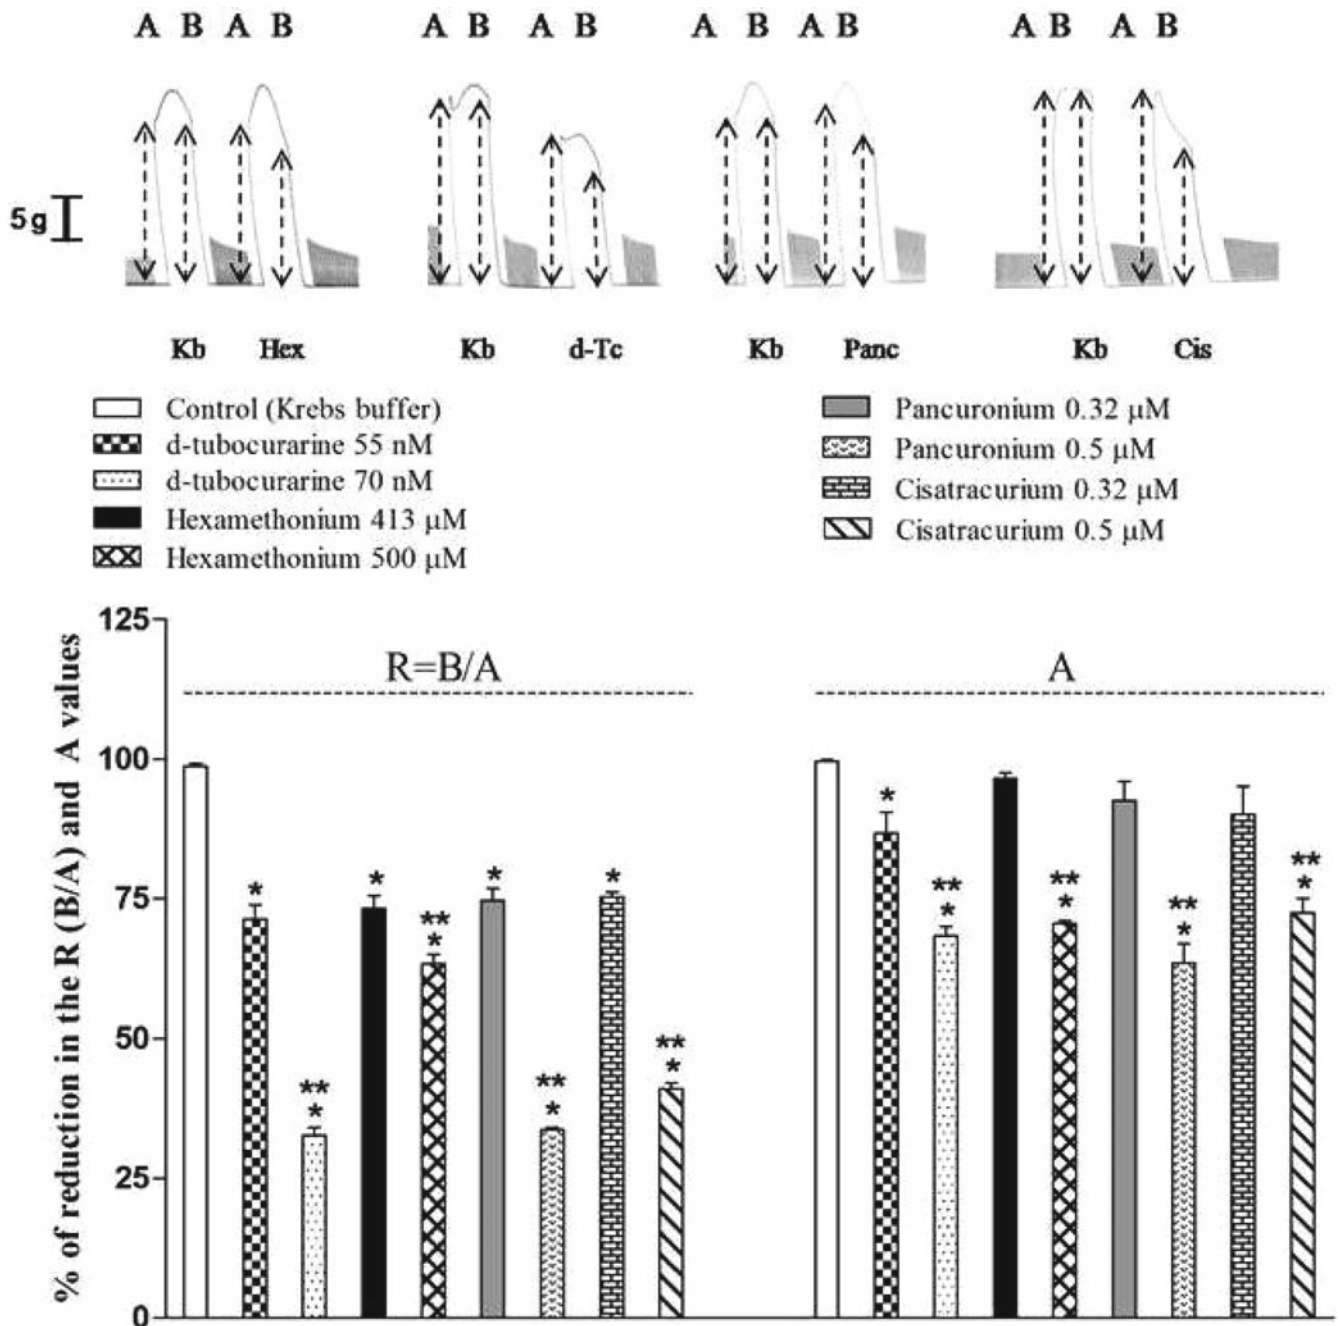 A B A B A B A B A B A B A B A B
5 g
Kb Hex Kb d-Tc Kb Panc Kb Cis
Control (Krebs buffer)
d-tubocurarine 55 nM
d-tubocurarine 70 nM
Hexamethonium 413 µM
Hexamethonium 500 µM
Pancuronium 0.32 µM
Pancuronium 0.5 µM
Cisatracurium 0.32 µM
Cisatracurium 0.5 µM
% of reduction in the R (B/A) and A values
125
100
75
50
25
0
R=B/A
A
*
**
*
*
**
*
*
**
*
*
**
*
*
**
*
**
*
**
*
**
*